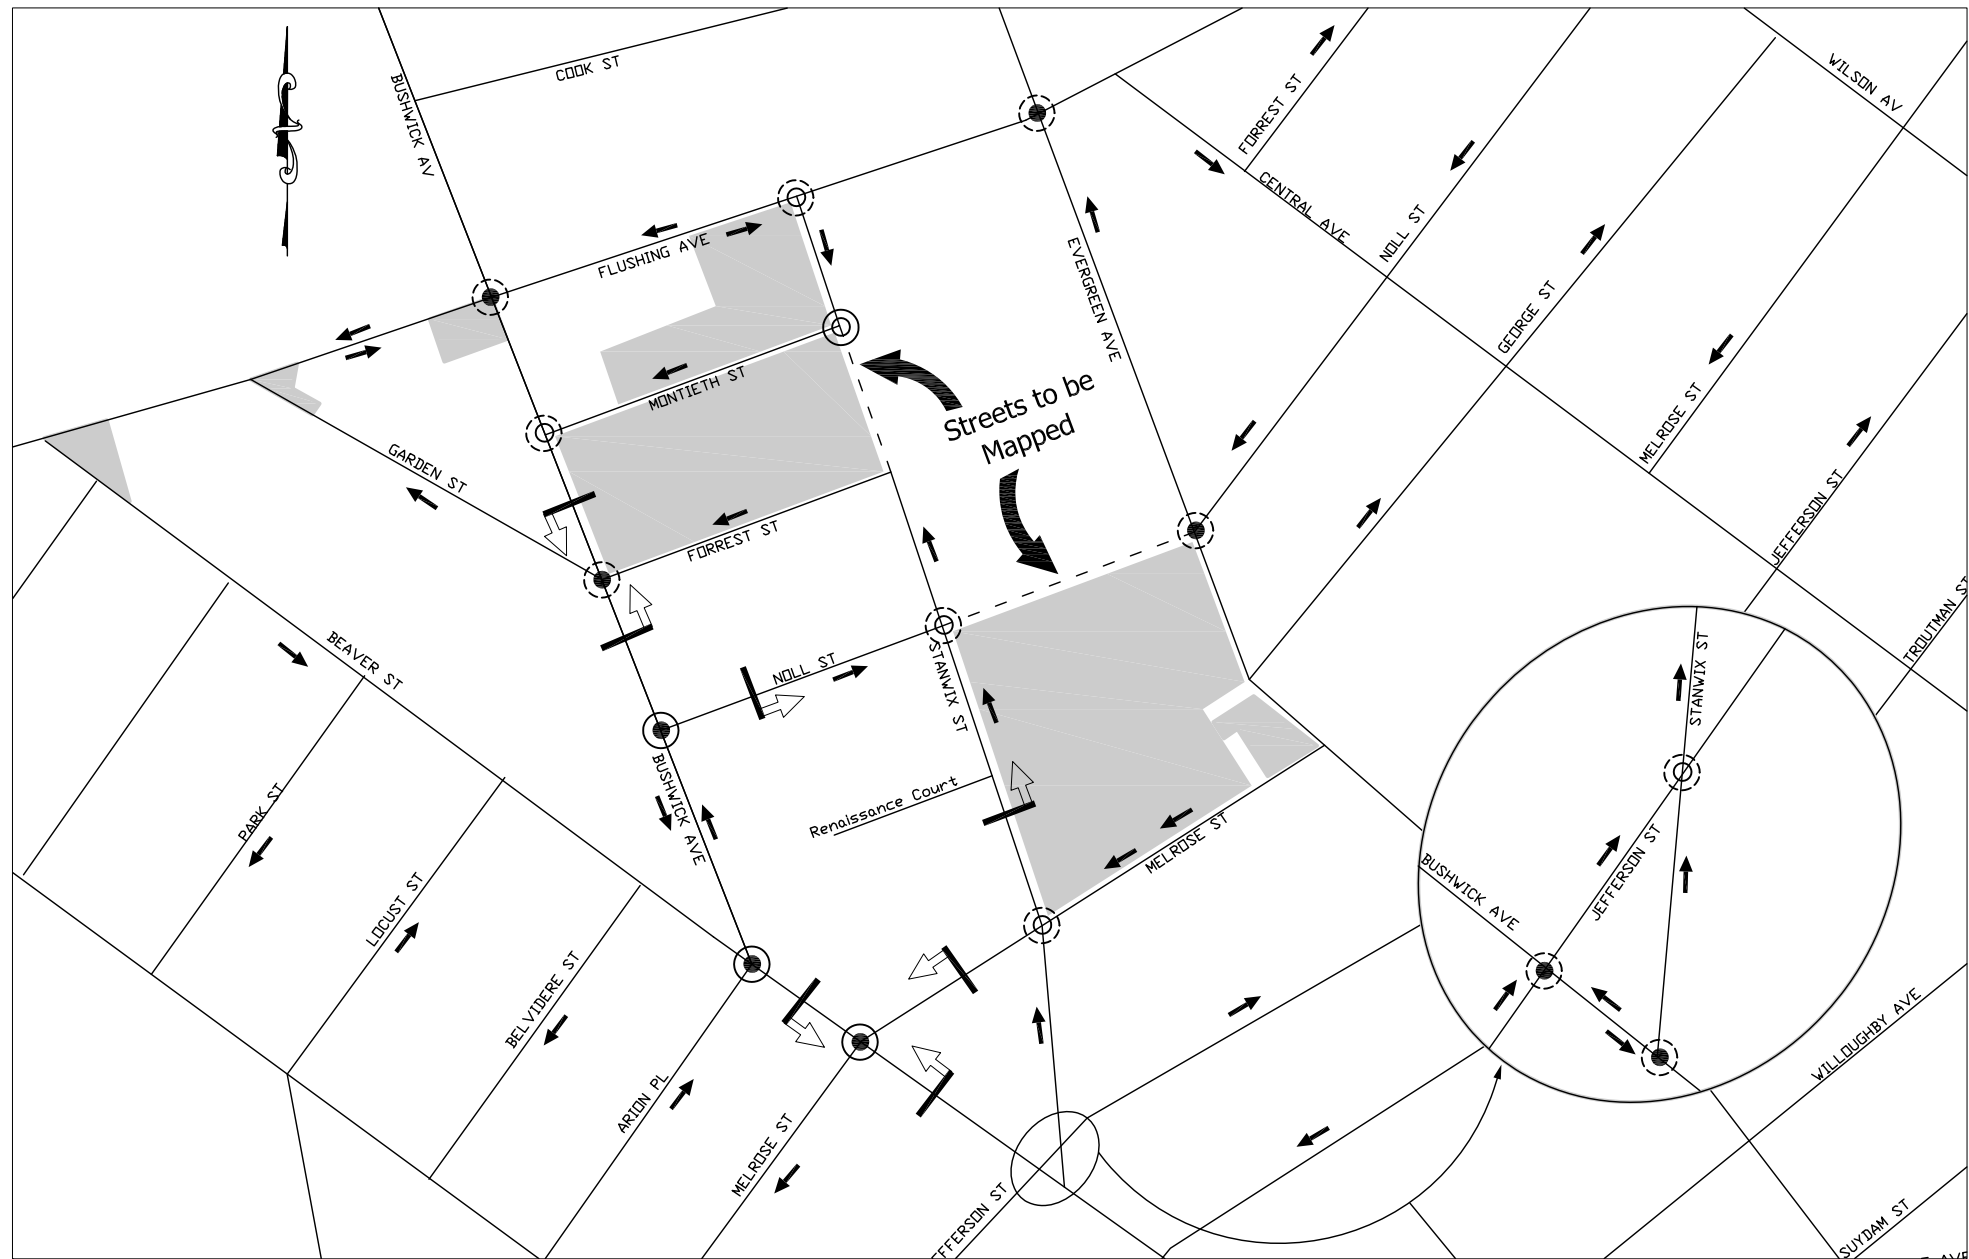 COOK ST
BUSHWICK AV
FORREST ST
WILSON AV
CENTRAL AVE
NOLL ST
FLUSHING AVE
EVERGREEN AVE
GEORGE ST
MONTIETH ST
Streets to be
Mapped
MELROSE ST
GARDEN ST
FORREST ST
JEFFERSON ST
TROUTMAN ST
BEAVER ST
NOLL ST
STANWIX ST
STANWIX ST
BUSHWICK AVE
Renaissance Court
PARK ST
MELROSE ST
JEFFERSON ST
BUSHWICK AVE
LOCUST ST
BELVIDERE ST
WILLOUGHBY AVE
ARION PL
MELROSE ST
EFFERSON ST
SUYDAM ST